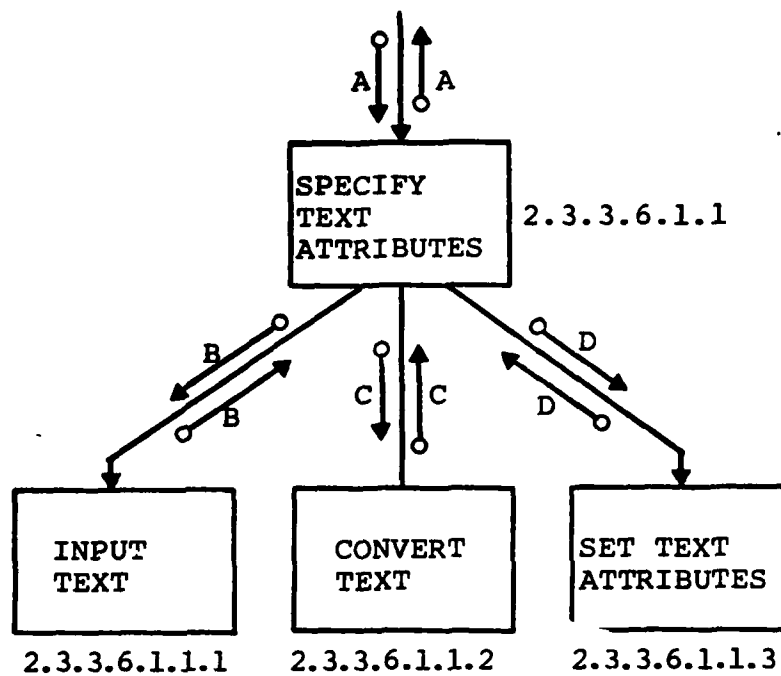 A A
SPECIFY
TEXT
ATTRIBUTES
2.3.3.6.1.1
B D
C C
B D
INPUT
TEXT
CONVERT
TEXT
SET TEXT
ATTRIBUTES
2.3.3.6.1.1.1
2.3.3.6.1.1.2
2.3.3.6.1.1.3